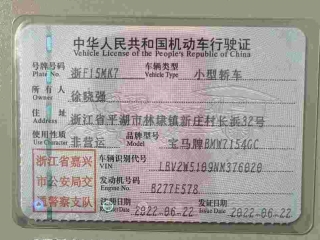 中华人民共和国机动车行驶证
Vehicle License of the People's Republic of China
号牌号码 浙F15MK7 车辆类型 小型轿车
Plate No. Vehicle Type
所有人 徐晓强
Owner
住址 浙江省平湖市林埭镇新庄村长浜32号
Address
使用性质 非营运 品牌型号 宝马牌BMW7154GC
Use Character Model
浙江省嘉兴 车辆识别代号 LBV2W5109NM376020
VIN
市公安局交 发动机号码 BZ77E578
Engine No.
通警察支队 注册日期 2022-06-22 发证日期 2022-06-22
Register Date Issue Date